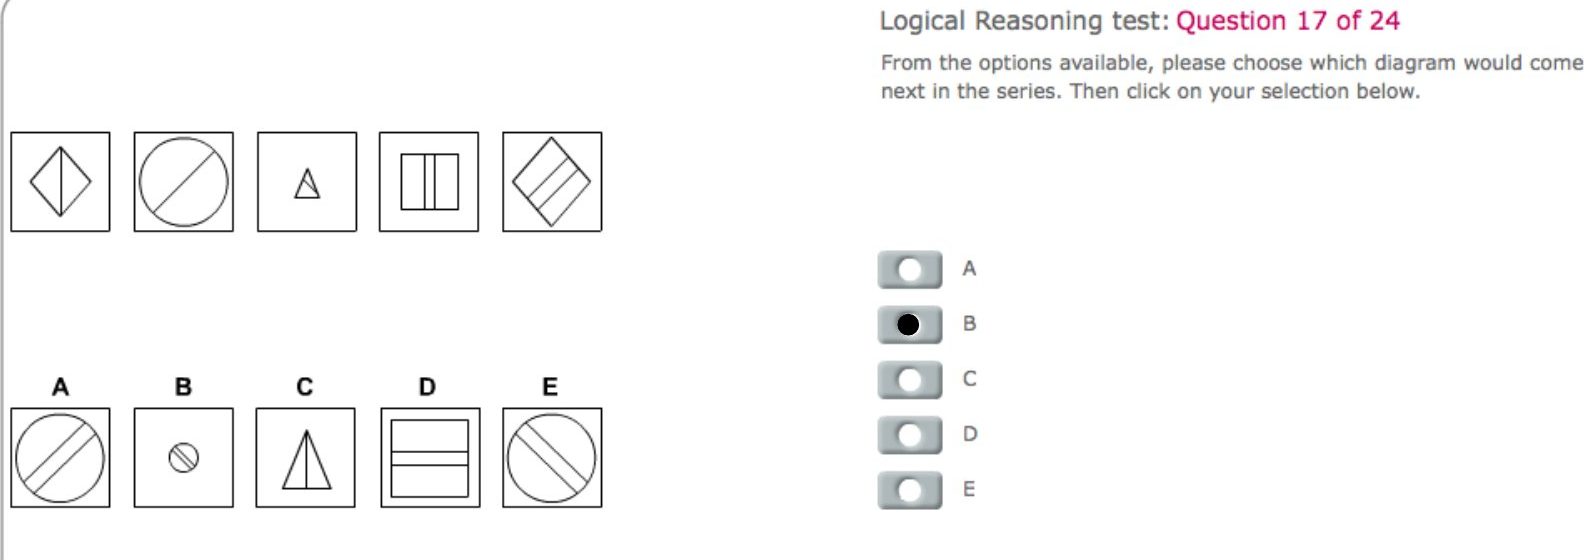 Logical Reasoning test: Question 17 of 24
From the options available, please choose which diagram would come
next in the series. Then click on your selection below.
A
B
C
D
E
A B C D E